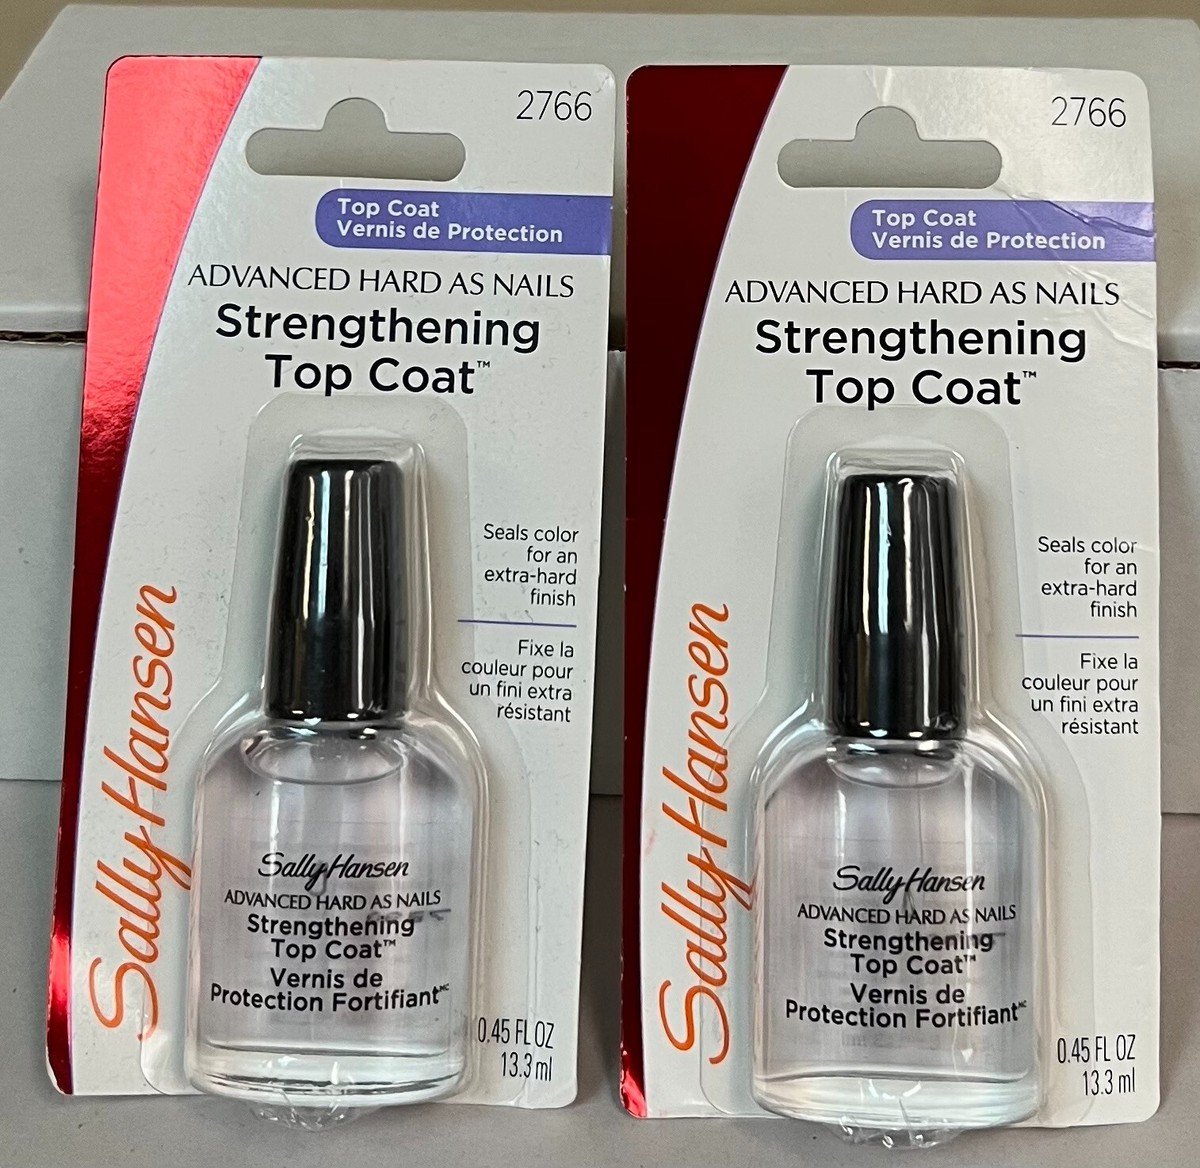 2766
Top Coat
Vernis de Protection
ADVANCED HARD AS NAILS
Strengthening
Top Coat™
Seals color
for an
extra-hard
finish
Fixe la
couleur pour
un fini extra
résistant
Sally Hansen
Sally Hansen
ADVANCED HARD AS NAILS
Strengthening
Top Coat™
Vernis de
Protection Fortifiant MC
0.45 FL OZ
13.3 ml
2766
Top Coat
Vernis de Protection
ADVANCED HARD AS NAILS
Strengthening
Top Coat™
Seals color
for an
extra-hard
finish
Fixe la
couleur pour
un fini extra
résistant
Sally Hansen
Sally Hansen
ADVANCED HARD AS NAILS
Strengthening
Top Coat™
Vernis de
Protection Fortifiant MC
0.45 FL OZ
13.3 ml